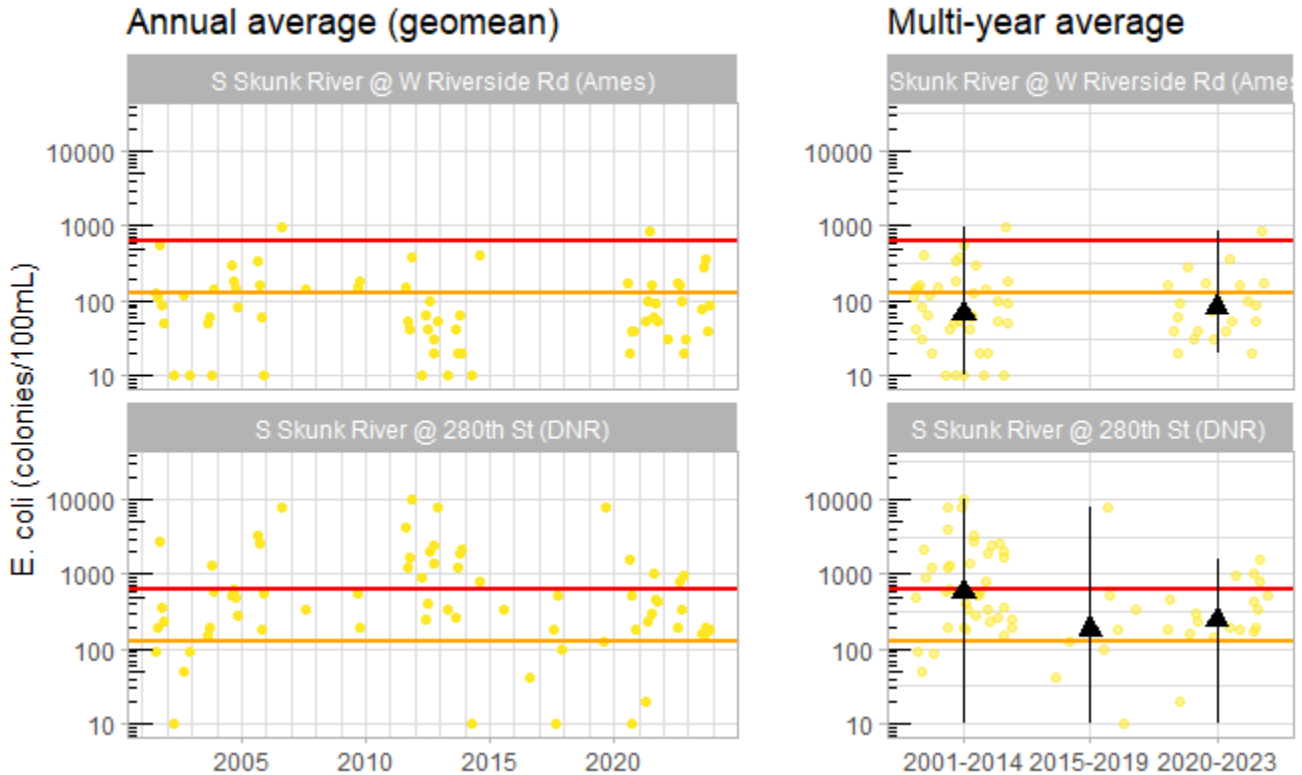 Annual average (geomean)
Multi-year average
S Skunk River @ W Riverside Rd (Ames)
Skunk River @ W Riverside Rd (Ames
E. coli (colonies/100mL)
10000
1000
100
10
10000
1000
100
10
S Skunk River @ 280th St (DNR)
S Skunk River @ 280th St (DNR)
10000
1000
100
10
10000
1000
100
10
2005 2010 2015 2020
2001-2014 2015-2019 2020-2023